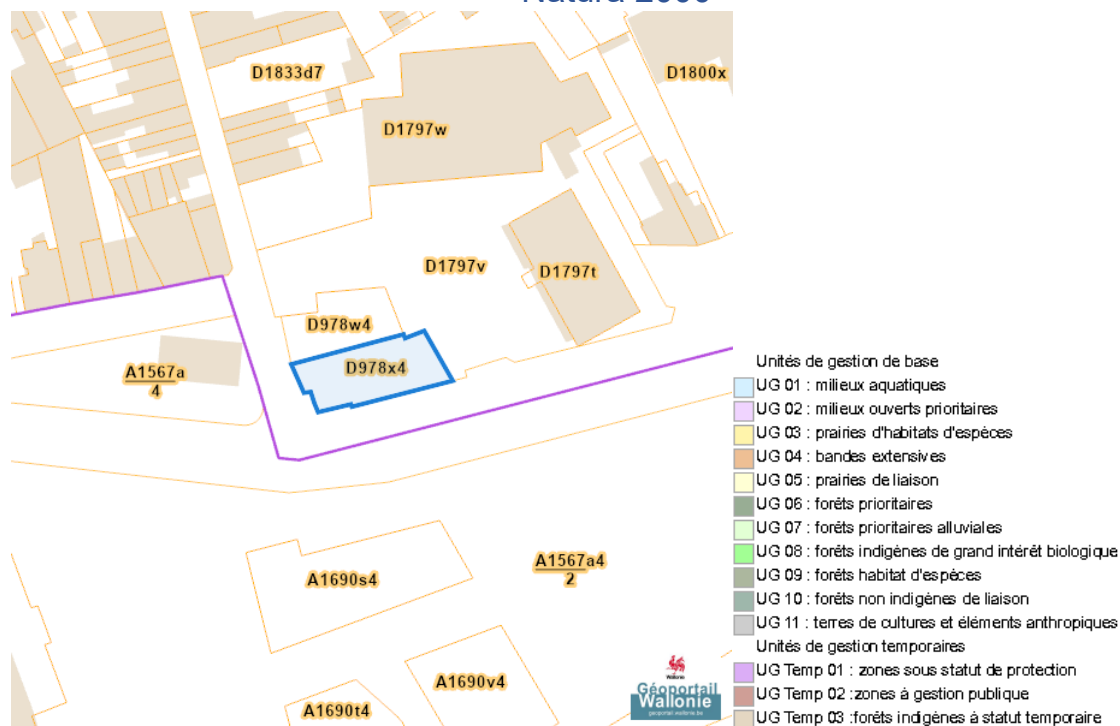 Natura 2000
D1833d7
D1800x
D1797w
D1797v
D1797t
D978w4
D978x4
A1567a
4
A1690s4
A1567a4
2
A1690v4
A1690t4
Wallonie
Géoportail
Wallonie
geoportail.wallonie.be
Unités de gestion de base
UG 01 : milieux aquatiques
UG 02 : milieux ouverts prioritaires
UG 03 : prairies d'habitats d'espèces
UG 04 : bandes extensives
UG 05 : prairies de liaison
UG 06 : forêts prioritaires
UG 07 : forêts prioritaires alluviales
UG 08 : forêts indigènes de grand intérêt biologique
UG 09 : forêts habitat d'espèces
UG 10 : forêts non indigènes de liaison
UG 11 : terres de cultures et éléments anthropiques
Unités de gestion temporaires
UG Temp 01 : zones sous statut de protection
UG Temp 02 :zones à gestion publique
UG Temp 03 :forêts indigènes à statut temporaire